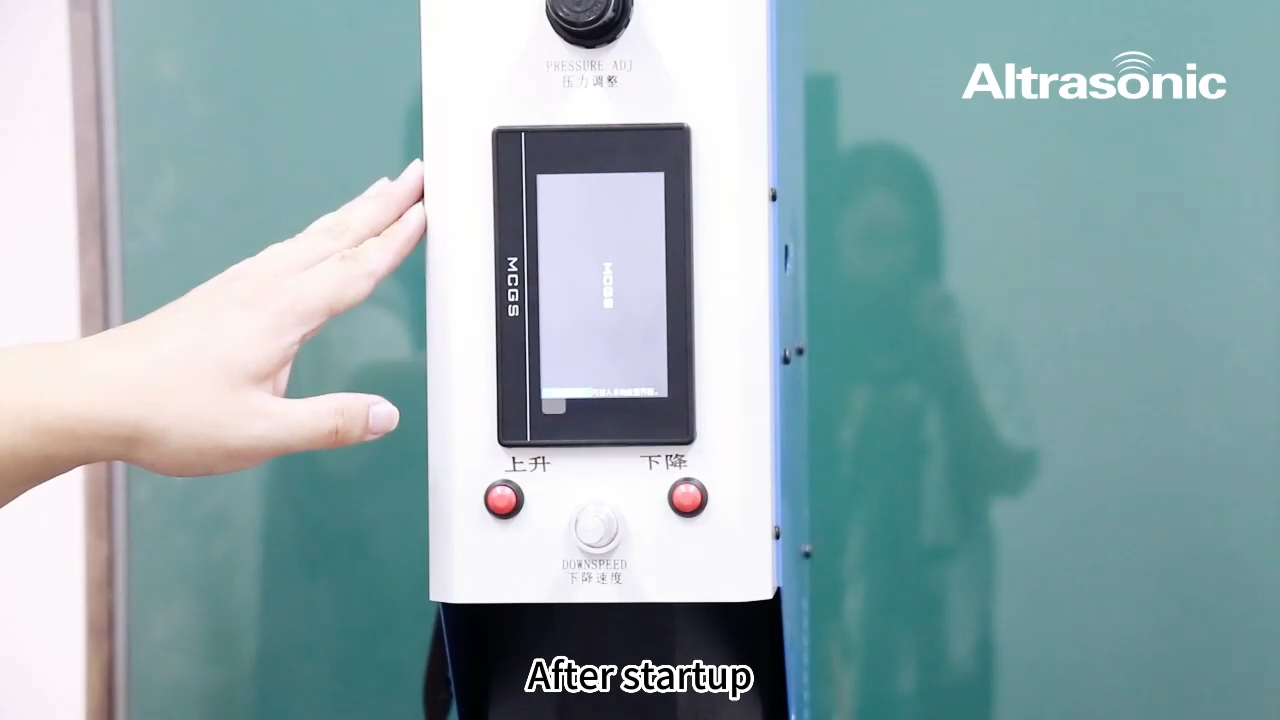 PRESSURE ADJ
压力调整
Altrasonic
MCGS
MCGS
上升
下降
DOWNSPEED
下降速度
After startup